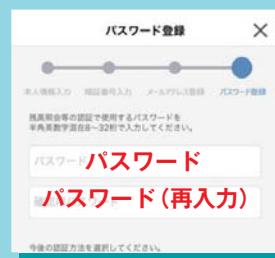 パスワード登録
本人情報入力 暗証番号入力 メールアドレス登録 パスワード登録
残高照会等の認証で使用するパスワードを
半角英数字混在8～32桁で入力してください。
パスワード
パスワード(再入力)
今後の認証方法を選択してください。